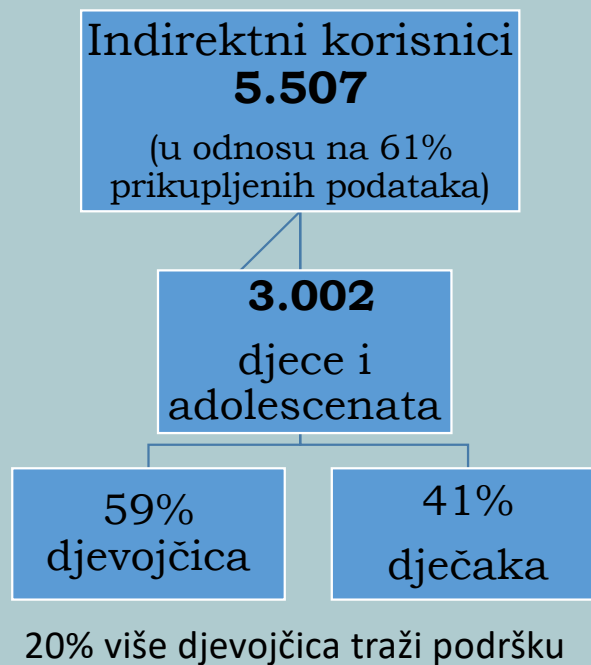 Indirektni korisnici
5.507
(u odnosu na 61%
prikupljenih podataka)
3.002
djece i
adolescenata
59%
djevojčica
41%
dječaka
20% više djevojčica traži podršku